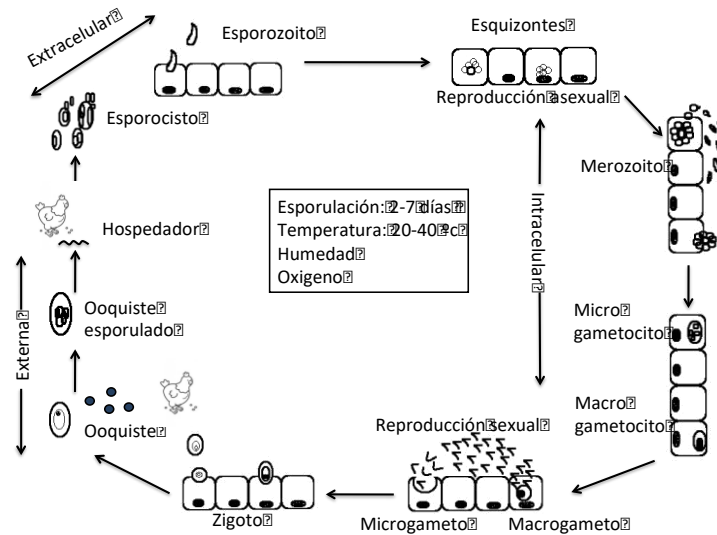 Extracelular
Esporozoito
Esquizontes
Reproducción asexual
Esporocisto
Merozoito
Hospedador
Esporulación: 2-7 días
Temperatura: 20-40 ºc
Humedad
Oxigeno
Intracelular
Externa
Ooquiste
esporulado
Micro
gametocito
Macro
gametocito
Ooquiste
Reproducción sexual
Zigoto
Microgameto
Macrogameto